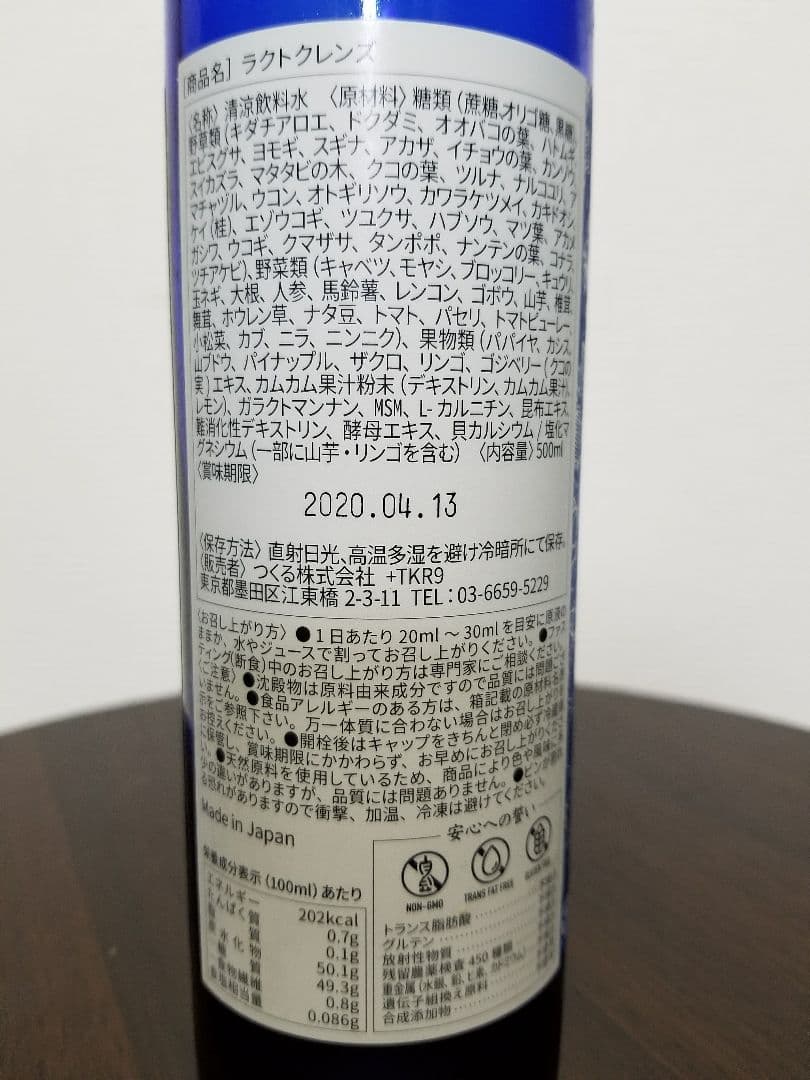 [商品名] ラクトクレンズ
〈名称〉 清涼飲料水 〈原材料〉 糖類 (蔗糖、オリゴ糖、黒糖)、
野草類 (キダチアロエ、ドクダミ、オオバコの葉、ハトムギ、
エビスグサ、ヨモギ、スギナ、アカザ、イチョウの葉、カンゾウ、
スイカズラ、マタタビの木、クコの葉、ツルナ、ナルコユリ、ア
マチャヅル、ウコン、オトギリソウ、カワラケツメイ、カキドオシ、
ケイ (桂)、エゾウコギ、ツユクサ、ハブソウ、マツ葉、アカメ
ガシワ、ウコギ、クマザサ、タンポポ、ナンテンの葉、コナラ、
ツチアケビ)、野菜類 (キャベツ、モヤシ、ブロッコリー、キュウリ、
玉ネギ、大根、人参、馬鈴薯、レンコン、ゴボウ、山芋、椎茸、
舞茸、ホウレン草、ナタ豆、トマト、パセリ、トマトピューレー、
小松菜、カブ、ニラ、ニンニク)、果物類 (パパイヤ、カシス、
山ブドウ、パイナップル、ザクロ、リンゴ、ゴジベリー (クコの
実) エキス、カムカム果汁粉末 (デキストリン、カムカム果汁)、
レモン)、ガラクトマンナン、MSM、L-カルニチン、昆布エキス、
難消化性デキストリン、酵母エキス、貝カルシウム/塩化マ
グネシウム (一部に山芋・リンゴを含む) 〈内容量〉500ml
〈賞味期限〉
2020.04.13
〈保存方法〉 直射日光、高温多湿を避け冷暗所にて保存。
〈販売者〉 つくる株式会社 +TKR9
東京都墨田区江東橋 2-3-11 TEL:03-6659-5229
〈お召し上がり方〉 ●1日あたり 20ml ～ 30mlを目安に原液の
ままか、水やジュースで割ってお召し上がりください。●ファス
ティング(断食)中のお召し上がり方は専門家にご相談ください。
〈ご注意〉 ●沈殿物は原料由来成分ですので品質には問題ござ
いません。●食品アレルギーのある方は、箱記載の原材料名表
示をご参照下さい。万一体質に合わない場合はお召し上がりを
お控えください。●開栓後はキャップをきちんと閉め必ず冷蔵庫
に保管し、賞味期限にかかわらず、お早めにお召し上がりくださ
い。●天然原料を使用しているため、商品により色や風味に多
少の違いがありますが、品質には問題ありません。●ビンが割れ
る恐れがありますので衝撃、加温、冷凍は避けてください。
Made in Japan
栄養成分表示 (100ml) あたり
エネルギー 202kcal
たんぱく質 0.7g
脂質 0.1g
炭水化物 50.1g
糖質 49.3g
食物繊維 0.8g
食塩相当量 0.086g
安心への誓い
NON-GMO TRANS FAT FREE GLUTEN FREE
トランス脂肪酸
グルテン
放射性物質
残留農薬検査 450 種類
重金属 (水銀、鉛、ヒ素、カドミウム)
遺伝子組換え原料
合成添加物